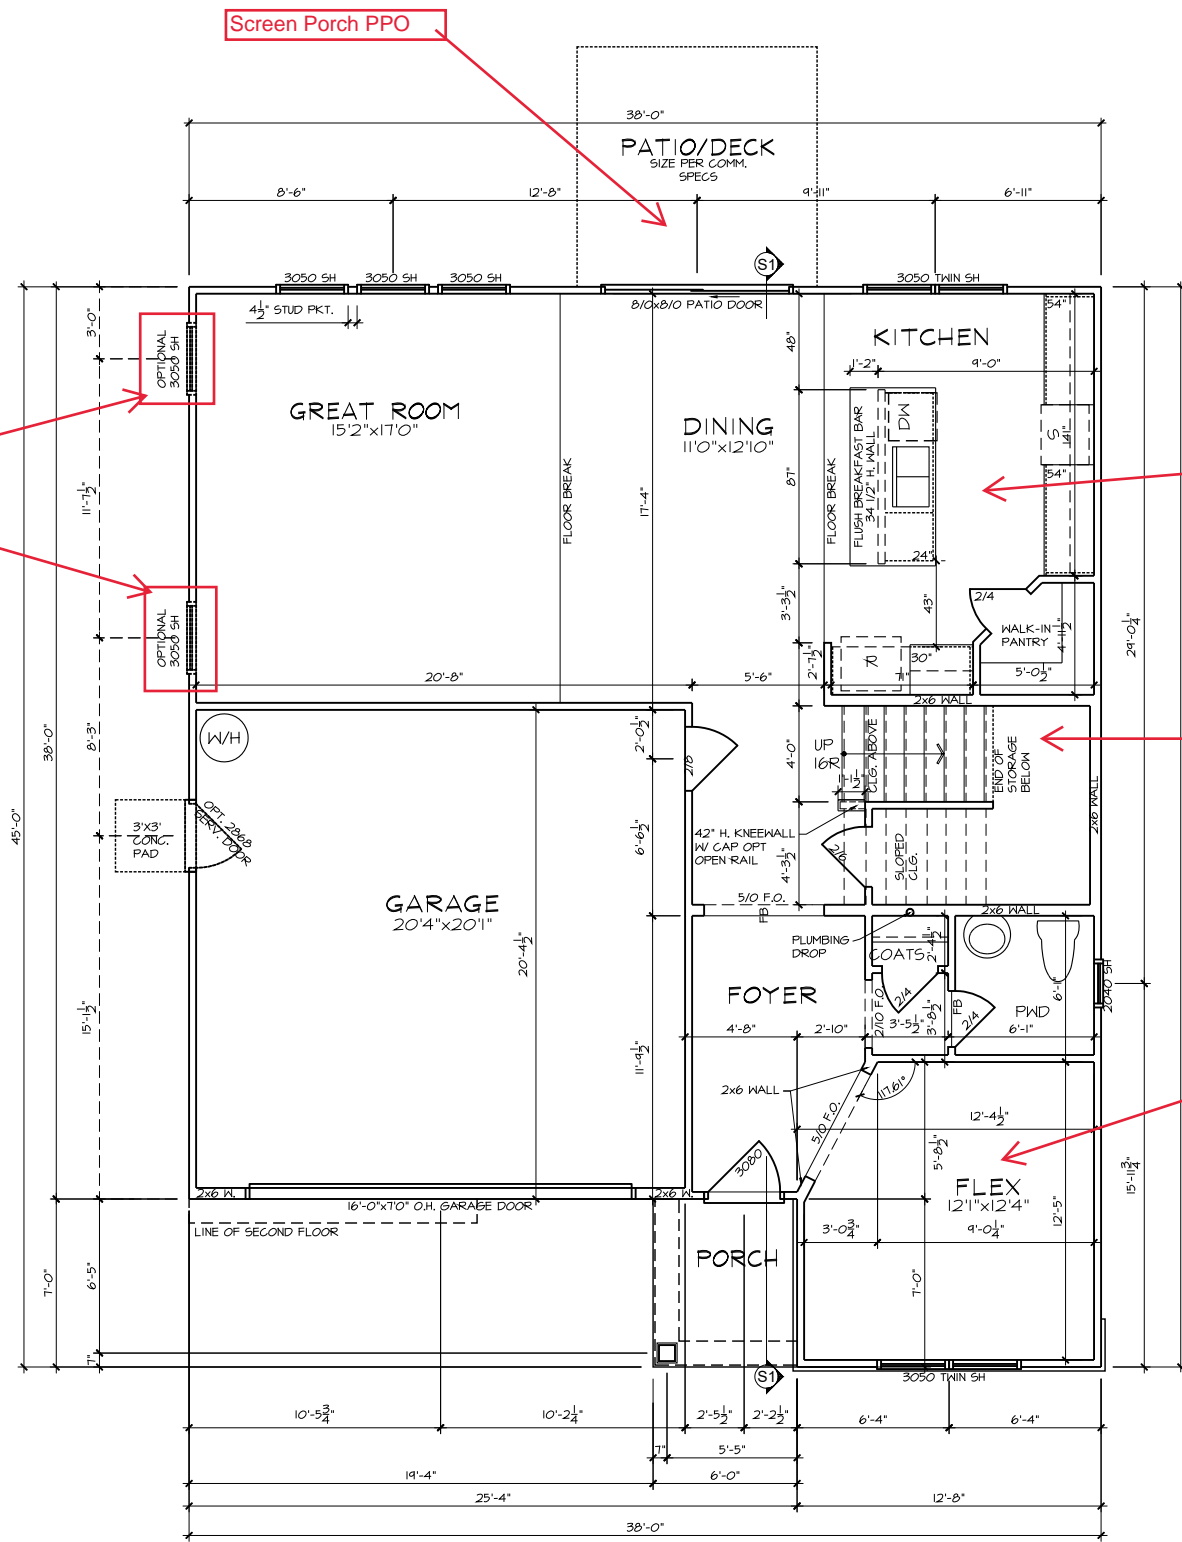 Screen Porch PPO
38'-0"
PATIO/DECK
SIZE PER COMM.
SPECS
8'-6"
12'-8"
9'-11"
6'-11"
S1
3050 SH
3050 SH
3050 SH
3050 TWIN SH
4½" STUD PKT.
8/0x8/0 PATIO DOOR
54"
3'-0"
OPTIONAL
3050 SH
48"
KITCHEN
1'-2"
9'-0"
GREAT ROOM
15'2"x17'0"
DINING
11'0"x12'10"
DW
S
141"
54"
FLOOR BREAK
17'-4"
87"
FLOOR BREAK
FLUSH BREAKFAST BAR
34 1/2" H. WALL
11'-7½"
24"
43"
3'-3½"
2/4
WALK-IN
PANTRY
4'-11½"
5'-0½"
29'-0¼"
OPTIONAL
3050 SH
2'-7½"
R
30"
71"
20'-8"
5'-6"
2x6 WALL
38'-0"
45'-0"
8'-3"
W/H
2'-0½"
2/8
4'-0"
UP
16R
CLG. ABOVE
1'-1½"
END OF
STORAGE
BELOW
2x6 WALL
3'X3'
CONC.
PAD
OPT. 2868
SERV. DOOR
6'-6½"
42" H. KNEEWALL
W/ CAP OPT
OPEN RAIL
4'-3½"
2/6
SLOPED
CLG.
GARAGE
20'4"x20'1"
5/0 F.O.
FB
2x6 WALL
20'-4½"
PLUMBING
DROP
COATS
2'-4½"
FOYER
2/10 F.O.
2/4
3'-5½"
3'-8½"
FB
2/4
PWD
6'-1"
6'-1"
2040 SH
15'-1½"
4'-8"
2'-10"
11'-9½"
2x6 WALL
117.61°
5/0 F.O.
12'-4½"
5'-8½"
15'-11¾"
3080
FLEX
12'1"x12'4"
12'-5"
2x6 W.
2x6 W.
16'-0"x7'0" O.H. GARAGE DOOR
LINE OF SECOND FLOOR
3'-0¾"
9'-0¼"
PORCH
7'-0"
6'-5"
7'-0"
7"
S1
3050 TWIN SH
10'-5¾"
10'-2¼"
2'-5½"
2'-2½"
6'-4"
6'-4"
7"
5'-5"
19'-4"
6'-0"
25'-4"
12'-8"
38'-0"